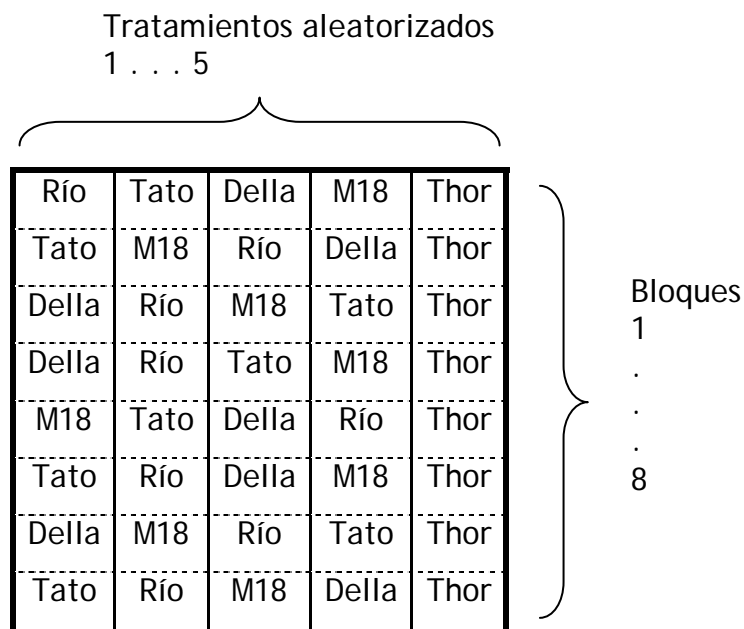 Tratamientos aleatorizados
1 . . . 5
Río Tato Della M18 Thor
Tato M18 Río Della Thor
Della Río M18 Tato Thor
Della Río Tato M18 Thor
M18 Tato Della Río Thor
Tato Río Della M18 Thor
Della M18 Río Tato Thor
Tato Río M18 Della Thor
Bloques
1
.
.
.
8